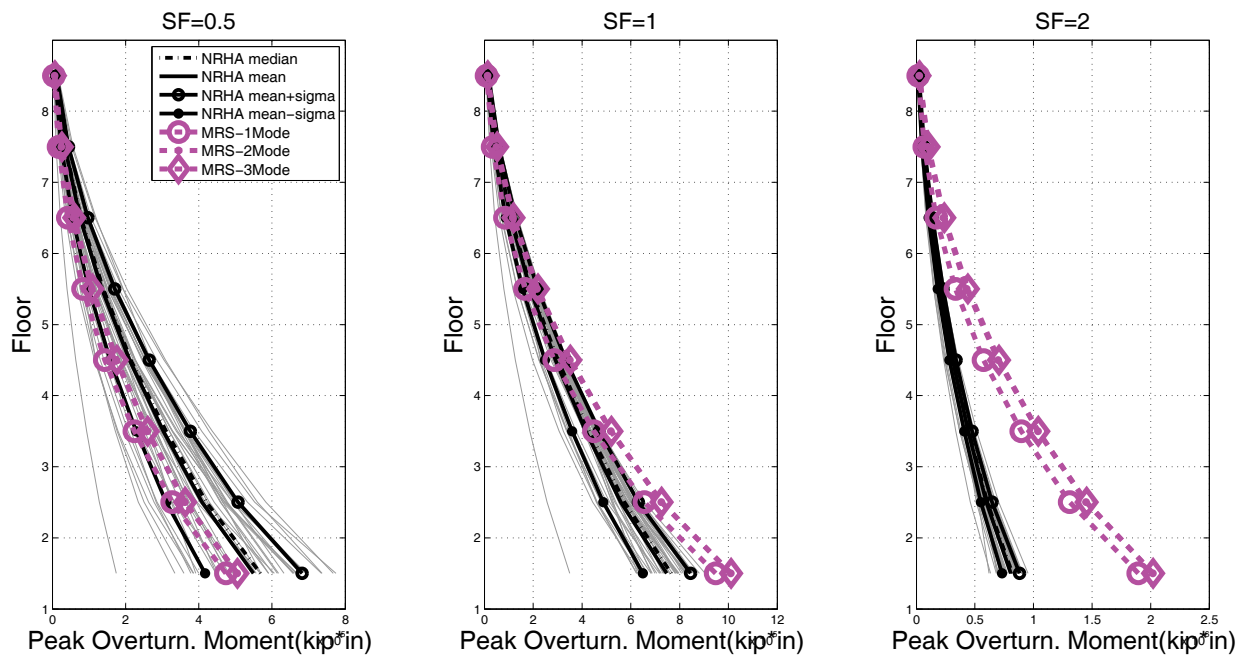 SF=0.5
8
7
6
5
4
3
2
1
0
2
4
6
8
Floor
Peak Overturn. Moment(kip*in)
NRHA median
NRHA mean
NRHA mean+sigma
NRHA mean−sigma
MRS−1Mode
MRS−2Mode
MRS−3Mode
SF=1
8
7
6
5
4
3
2
1
0
2
4
6
8
10
12
Floor
Peak Overturn. Moment(kip*in)
SF=2
8
7
6
5
4
3
2
1
0
0.5
1
1.5
2
2.5
Floor
Peak Overturn. Moment(kip*in)